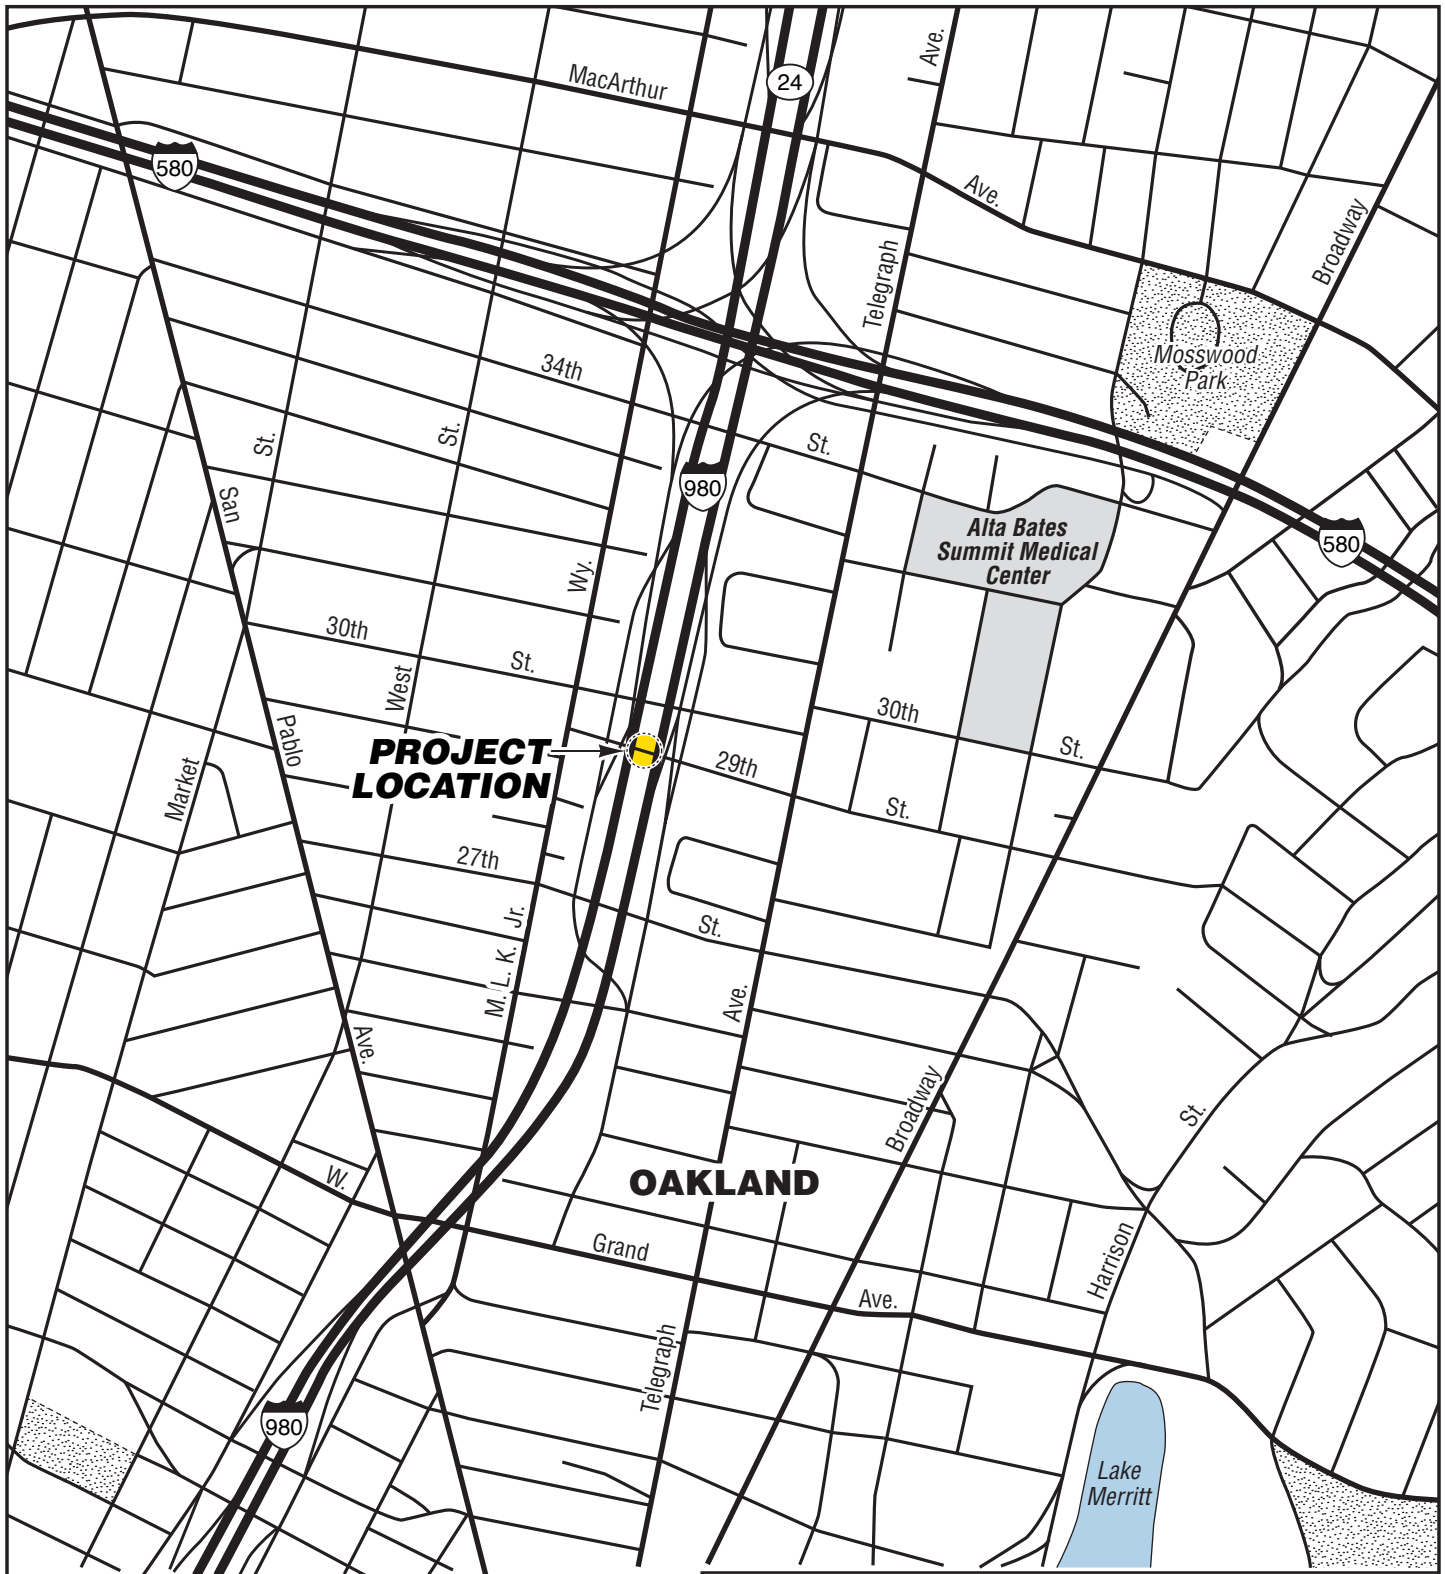 Ave.
24
MacArthur
580
Ave.
Broadway
Telegraph
Mosswood
Park
34th
St.
St.
St.
San
980
Alta Bates
Summit Medical
Center
580
Wy.
30th
St.
West
30th
St.
Pablo
PROJECT
LOCATION
29th
Market
St.
27th
St.
Jr.
M. L. K.
Ave.
Ave.
Broadway
St.
W.
OAKLAND
Grand
Harrison
Ave.
Telegraph
980
Lake
Merritt